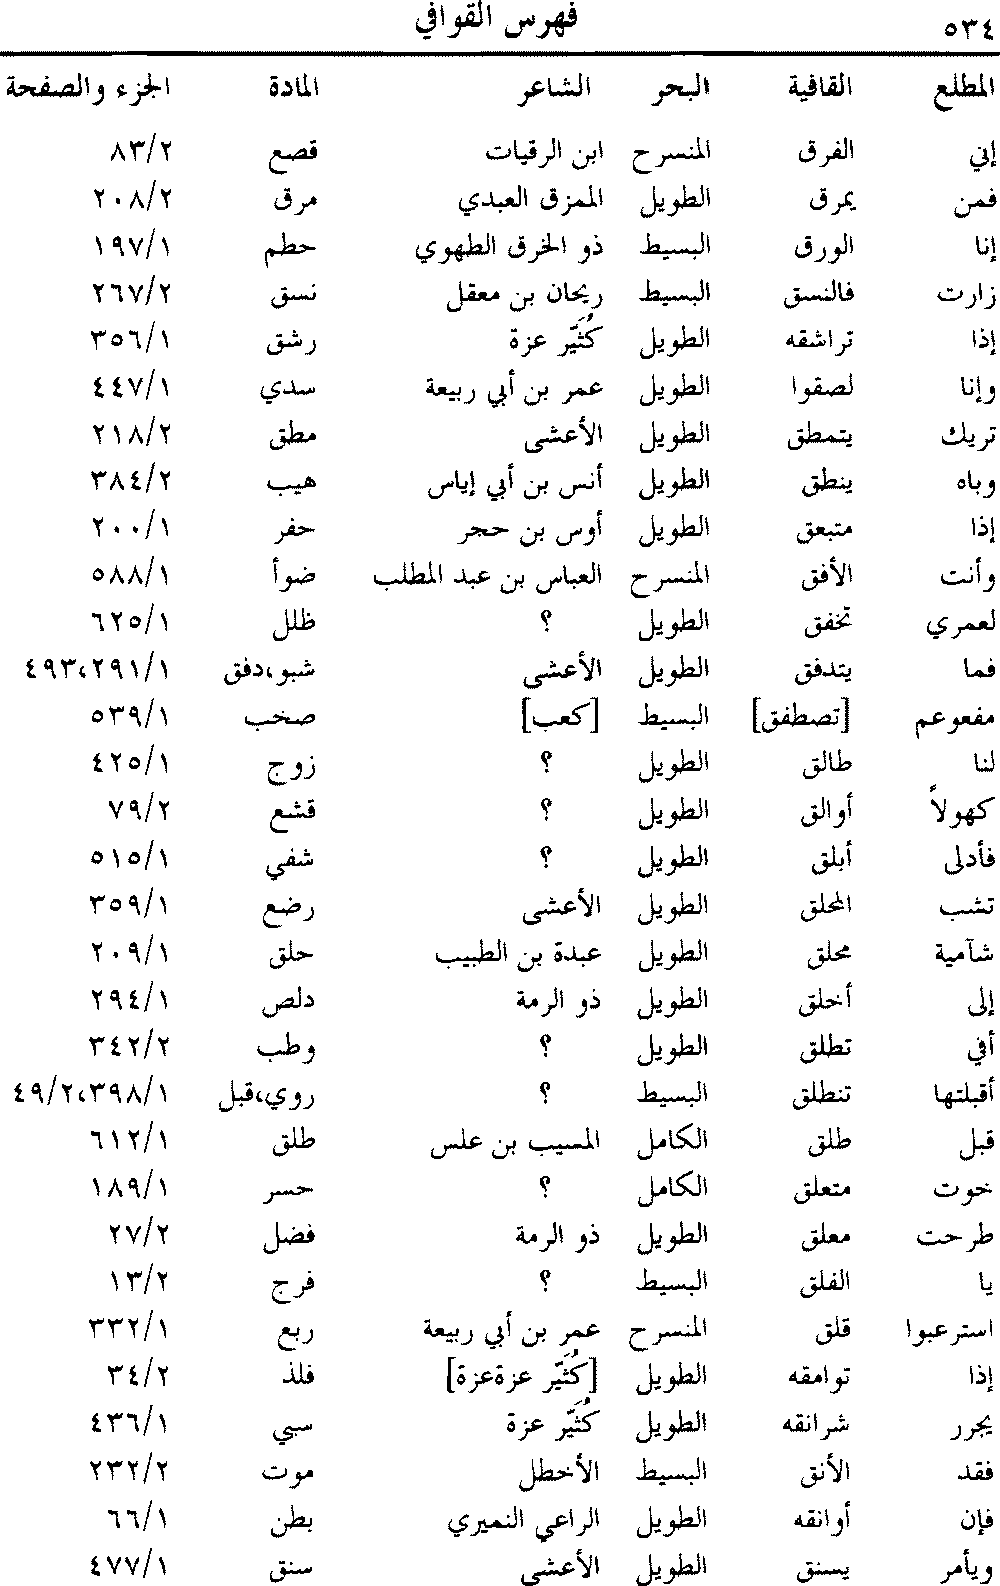 ٥٣٤ فهرس القوافي
المطلع القافية البحر الشاعر المادة الجزء والصفحة
إني الفرق المنسرح ابن الرقيات قصع ٨٣/٢
فمن يمرق الطويل الممزق العبدي مرق ٢٠٨/٢
إنا الورق البسيط ذو الخرق الطهوي حطم ١٩٧/١
زارت فالنسق البسيط ريحان بن معقل نسق ٢٦٧/٢
إذا تراشقه الطويل كُثَيّر عزة رشق ٣٥٦/١
وإنا لصقوا الطويل عمر بن أبي ربيعة سدي ٤٤٧/١
تريك يتمطق الطويل الأعشى مطق ٢١٨/٢
وباه ينطق الطويل أنس بن أبي إياس هيب ٣٨٤/٢
إذا متبعق الطويل أوس بن حجر حفر ٢٠٠/١
وأنت الأفق المنسرح العباس بن عبد المطلب ضوأ ٥٨٨/١
لعمري تخفق الطويل ؟ ظلل ٦٢٥/١
فما يتدفق الطويل الأعشى شبو،دفق ٤٩٣،٢٩١/١
مفعوعم [تصطفق] البسيط [كعب] صخب ٥٣٩/١
لنا طالق الطويل ؟ زوج ٤٢٥/١
كهولاً أوالق الطويل ؟ قشع ٧٩/٢
فأدلى أبلق الطويل ؟ شفي ٥١٥/١
تشب المحلق الطويل الأعشى رضع ٣٥٩/١
شآمية محلق الطويل عبدة بن الطبيب حلق ٢٠٩/١
إلى أخلق الطويل ذو الرمة دلص ٢٩٤/١
أفي تطلق الطويل ؟ وطب ٣٤٢/٢
أقبلتها تنطلق البسيط ؟ روي،قبل ٤٩/٢،٣٩٨/١
قبل طلق الكامل المسيب بن علس طلق ٦١٢/١
خوت متعلق الكامل ؟ حسر ١٨٩/١
طرحت معلق الطويل ذو الرمة فضل ٢٧/٢
يا الفلق البسيط ؟ فرج ١٣/٢
استرعبوا قلق المنسرح عمر بن أبي ربيعة ربع ٣٣٢/١
إذا توامقه الطويل [كُثَيّر عزةعزة] فلذ ٣٤/٢
يجرر شرانقه الطويل كُثَيّر عزة سبي ٤٣٦/١
فقد الأنق البسيط الأخطل موت ٢٣٢/٢
فإن أوانقه الطويل الراعي النميري بطن ٦٦/١
ويأمر يسنق الطويل الأعشى سنق ٤٧٧/١